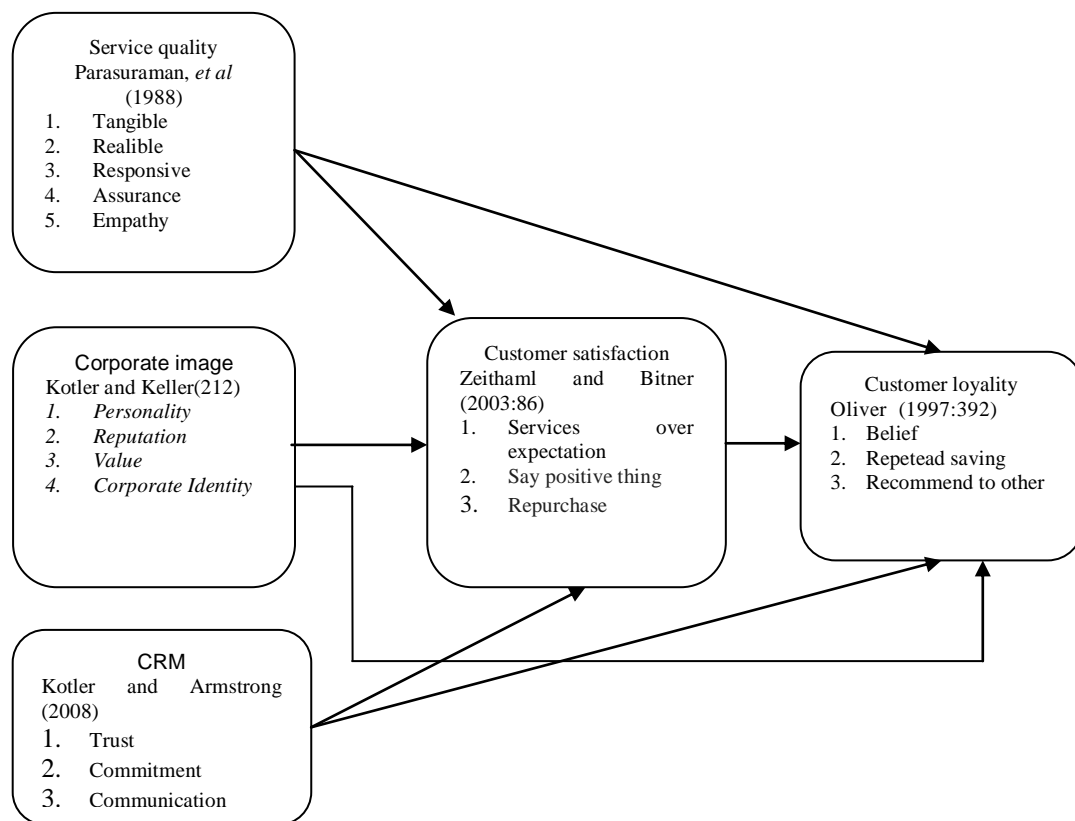 Service quality
Parasuraman, et al
(1988)
1. Tangible
2. Realible
3. Responsive
4. Assurance
5. Empathy
Corporate image
Kotler and Keller(212)
1. Personality
2. Reputation
3. Value
4. Corporate Identity
CRM
Kotler and Armstrong
(2008)
1. Trust
2. Commitment
3. Communication
Customer satisfaction
Zeithaml and Bitner
(2003:86)
1. Services over
expectation
2. Say positive thing
3. Repurchase
Customer loyality
Oliver (1997:392)
1. Belief
2. Repetead saving
3. Recommend to other